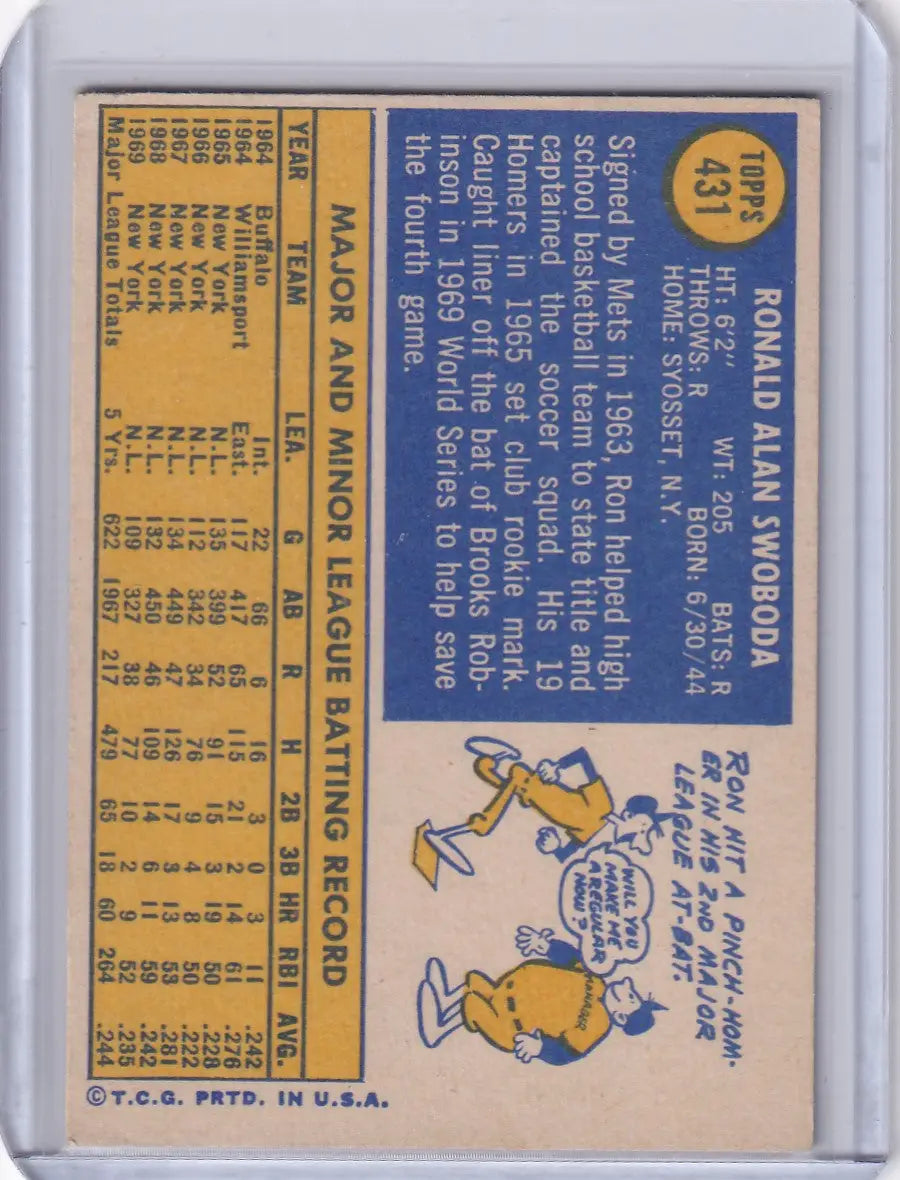 TOPPS
431
RONALD ALAN SWOBODA
HT: 6'2" WT: 205 BATS: R
THROWS: R BORN: 6/30/44
HOME: SYOSSET, N.Y.
Signed by Mets in 1963, Ron helped high
school basketball team to state title and
captained the soccer squad. His 19
Homers in 1965 set club rookie mark.
Caught liner off the bat of Brooks Rob-
inson in 1969 World Series to help save
the fourth game.
RON HIT A PINCH-HOM-
ER IN HIS 2ND MAJOR
LEAGUE AT-BAT.
WILL YOU
MAKE ME
A REGULAR
NOW?
MANAGER
MAJOR AND MINOR LEAGUE BATTING RECORD
YEAR TEAM LEA. G AB R H 2B 3B HR RBI AVG.
1964 Buffalo Int. 22 66 6 16 3 0 3 11 .242
1964 Williamsport East. 117 417 65 115 21 2 14 61 .276
1965 New York N.L. 135 399 52 91 15 3 19 50 .228
1966 New York N.L. 112 342 34 76 9 4 8 50 .222
1967 New York N.L. 134 449 47 126 17 3 13 53 .281
1968 New York N.L. 132 450 46 109 14 6 11 59 .242
1969 New York N.L. 109 327 38 77 10 2 9 52 .235
Major League Totals 5 Yrs. 622 1967 217 479 65 18 60 264 .244
© T.C.G. PRTD. IN U.S.A.